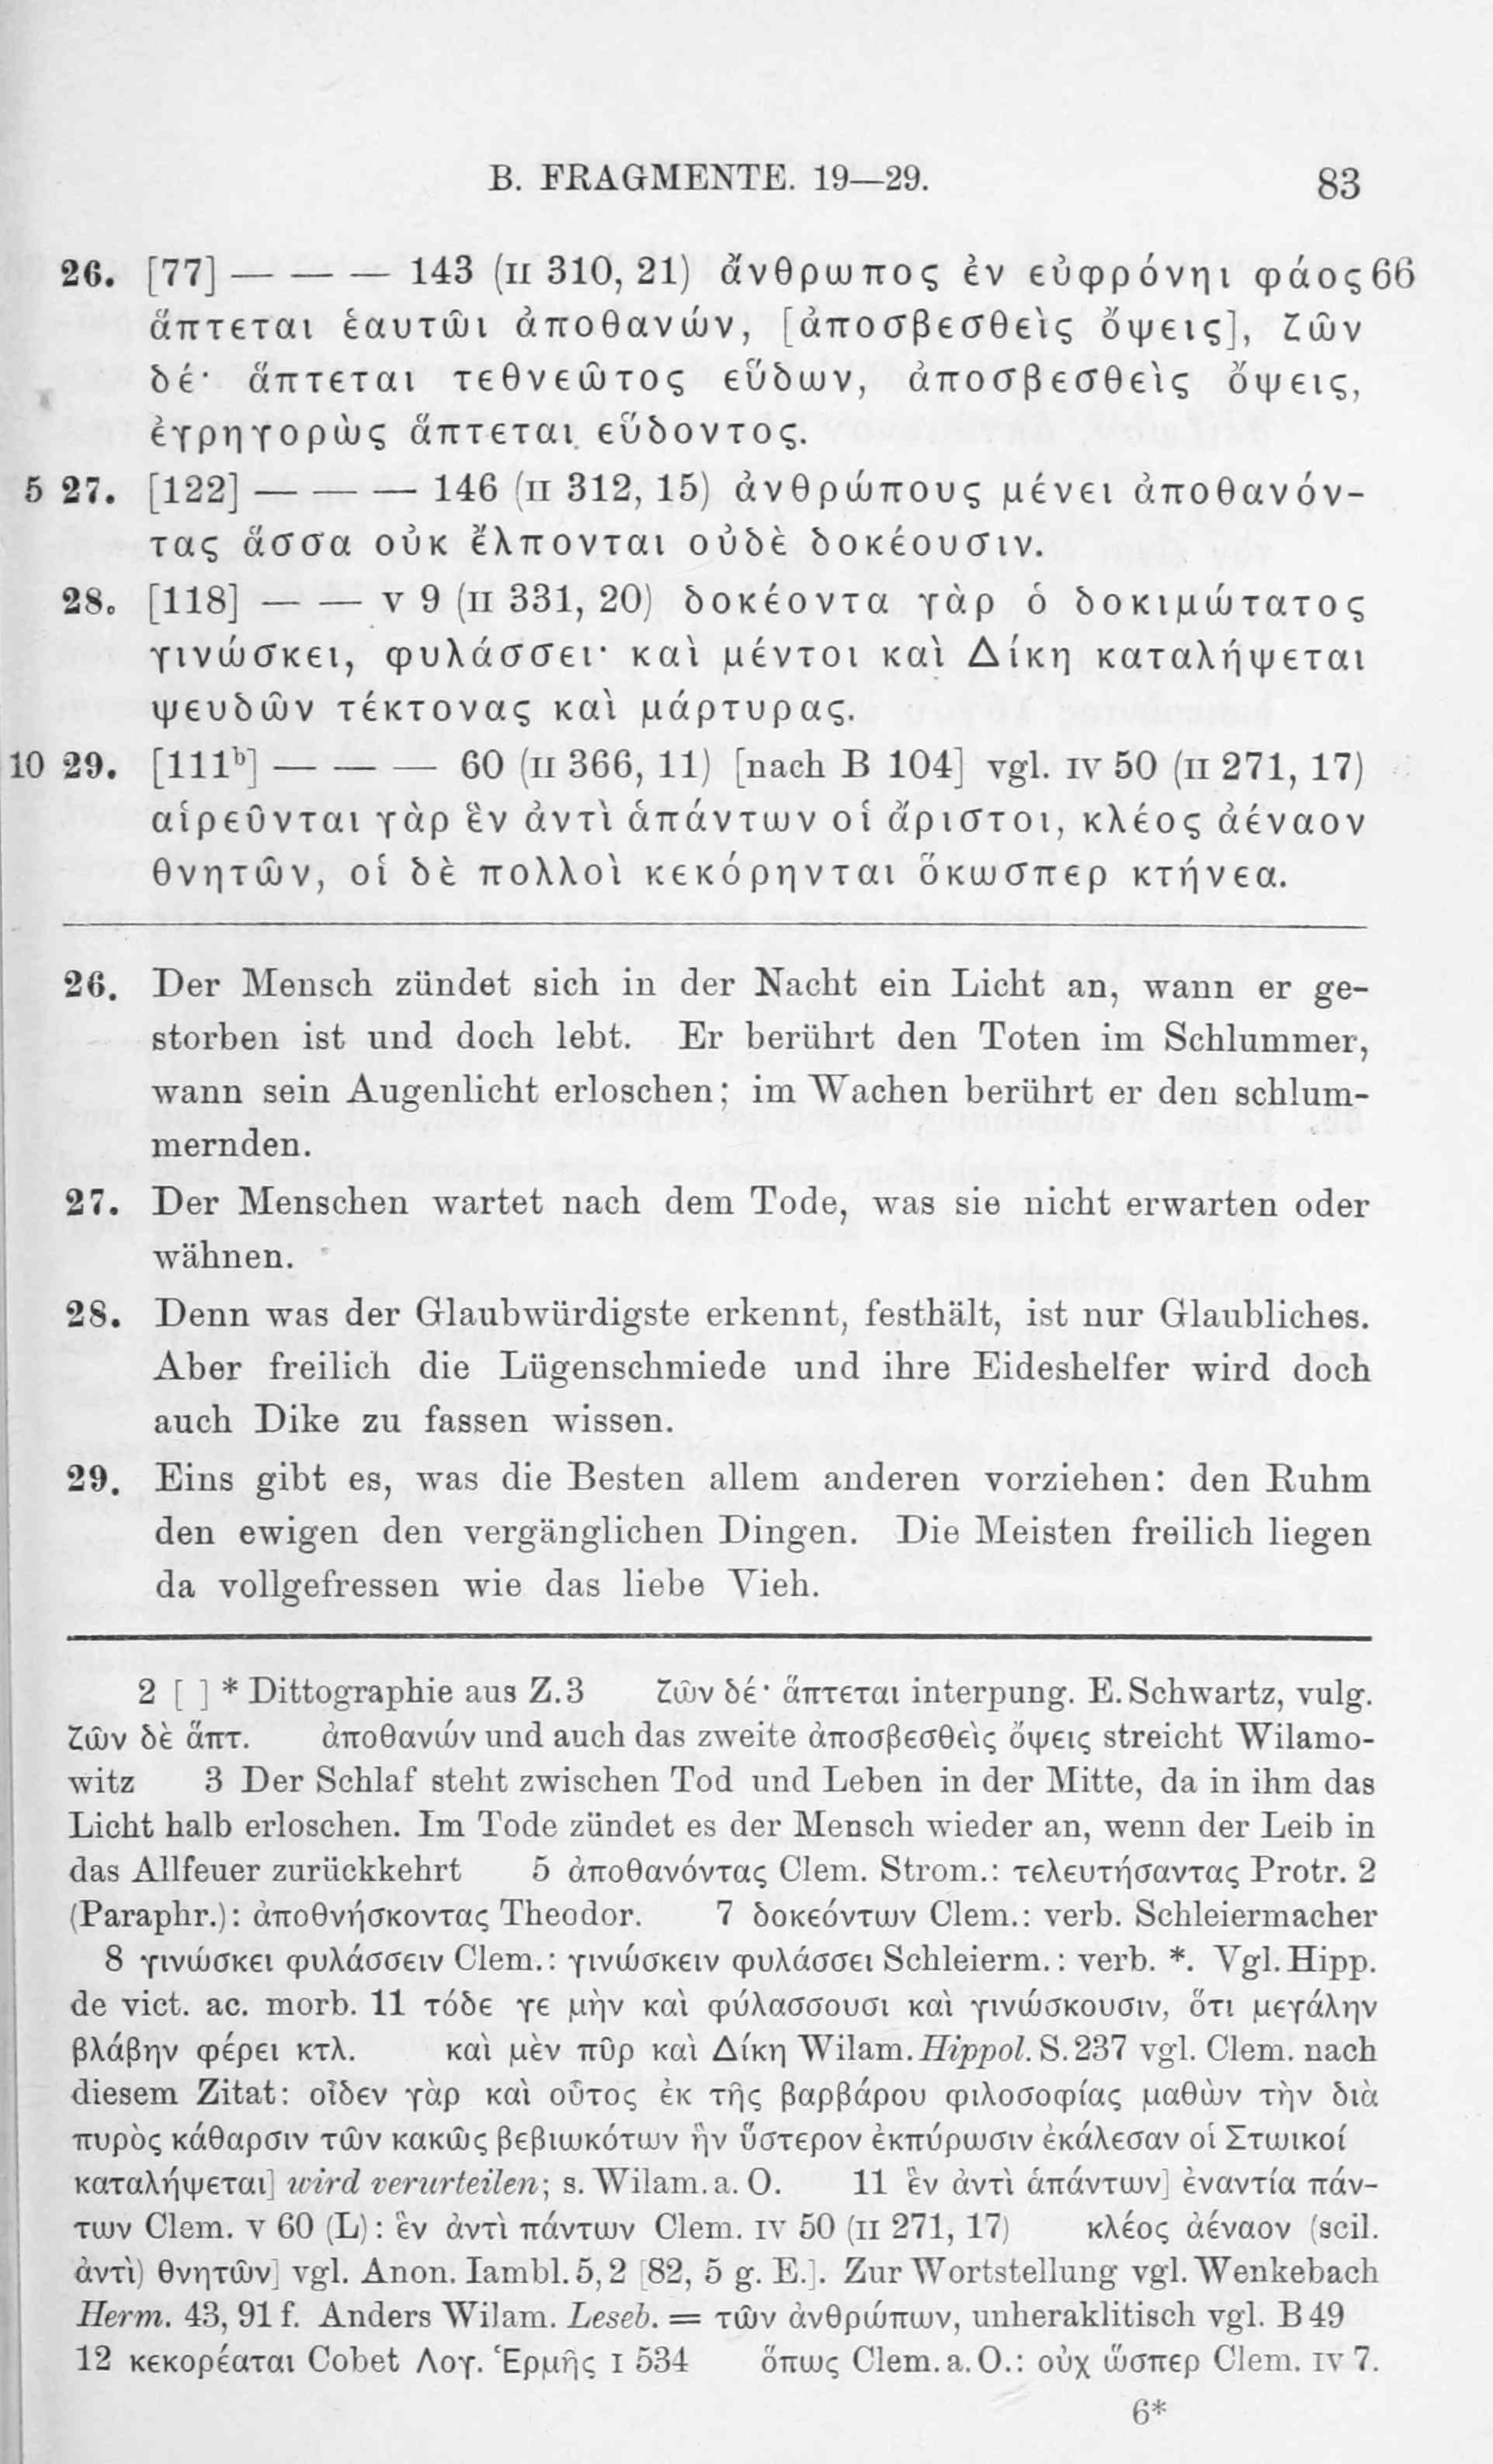 B. FRAGMENTE. 19—29. 83
26. [77] — — — 143 (II 310, 21) ἄνθρωπος ἐν εὐφρόνηι φάος 66
ἅπτεται ἑαυτῶι ἀποθανών, [ἀποσβεσθεὶς ὄψεις], ζῶν
δέ· ἅπτεται τεθνεῶτος εὕδων, ἀποσβεσθεὶς ὄψεις,
ἐγρηγορὼς ἅπτεται εὕδοντος.
5 27. [122] — — — 146 (II 312, 15) ἀνθρώπους μένει ἀποθανόν-
τας ἅσσα οὐκ ἔλπονται οὐδὲ δοκέουσιν.
28. [118] — — V 9 (II 331, 20) δοκέοντα γὰρ ὁ δοκιμώτατος
γινώσκει, φυλάσσει· καὶ μέντοι καὶ Δίκη καταλήψεται
ψευδῶν τέκτονας καὶ μάρτυρας.
10 29. [111ᵇ] — — — 60 (II 366, 11) [nach B 104] vgl. IV 50 (II 271, 17)
αἱρεῦνται γὰρ ἓν ἀντὶ ἁπάντων οἱ ἄριστοι, κλέος ἀέναον
θνητῶν, οἱ δὲ πολλοὶ κεκόρηνται ὅκωσπερ κτήνεα.
26. Der Mensch zündet sich in der Nacht ein Licht an, wann er ge-
storben ist und doch lebt. Er berührt den Toten im Schlummer,
wann sein Augenlicht erloschen; im Wachen berührt er den schlum-
mernden.
27. Der Menschen wartet nach dem Tode, was sie nicht erwarten oder
wähnen.
28. Denn was der Glaubwürdigste erkennt, festhält, ist nur Glaubliches.
Aber freilich die Lügenschmiede und ihre Eideshelfer wird doch
auch Dike zu fassen wissen.
29. Eins gibt es, was die Besten allem anderen vorziehen: den Ruhm
den ewigen den vergänglichen Dingen. Die Meisten freilich liegen
da vollgefressen wie das liebe Vieh.
2 [ ] * Dittographie aus Z.3 ζῶν δέ· ἅπτεται interpung. E. Schwartz, vulg.
ζῶν δὲ ἅπτ. ἀποθανών und auch das zweite ἀποσβεσθεὶς ὄψεις streicht Wilamo-
witz 3 Der Schlaf steht zwischen Tod und Leben in der Mitte, da in ihm das
Licht halb erloschen. Im Tode zündet es der Mensch wieder an, wenn der Leib in
das Allfeuer zurückkehrt 5 ἀποθανόντας Clem. Strom.: τελευτήσαντας Protr. 2
(Paraphr.): ἀποθνήσκοντας Theodor. 7 δοκεόντων Clem.: verb. Schleiermacher
8 γινώσκει φυλάσσειν Clem.: γινώσκειν φυλάσσει Schleierm.: verb. *. Vgl. Hipp.
de vict. ac. morb. 11 τόδε γε μὴν καὶ φύλασσουσι καὶ γινώσκουσιν, ὅτι μεγάλην
βλάβην φέρει κτλ. καὶ μὲν πῦρ καὶ Δίκη Wilam. Hippol. S. 237 vgl. Clem. nach
diesem Zitat: οἶδεν γὰρ καὶ οὗτος ἐκ τῆς βαρβάρου φιλοσοφίας μαθὼν τὴν διὰ
πυρὸς κάθαρσιν τῶν κακῶς βεβιωκότων ἣν ὕστερον ἐκπύρωσιν ἐκάλεσαν οἱ Στωικοί
καταλήψεται] wird verurteilen; s. Wilam. a. O. 11 ἓν ἀντὶ ἁπάντων] ἐναντία πάν-
των Clem. V 60 (L): ἓν ἀντὶ πάντων Clem. IV 50 (II 271, 17) κλέος ἀέναον (scil.
ἀντὶ) θνητῶν] vgl. Anon. Iambl. 5, 2 [82, 5 g. E.]. Zur Wortstellung vgl. Wenkebach
Herm. 43, 91 f. Anders Wilam. Leseb. = τῶν ἀνθρώπων, unheraklitisch vgl. B 49
12 κεκορέαται Cobet Λογ. Ἑρμῆς I 534 ὅπως Clem. a. O.: οὐχ ὥσπερ Clem. IV 7.
6*